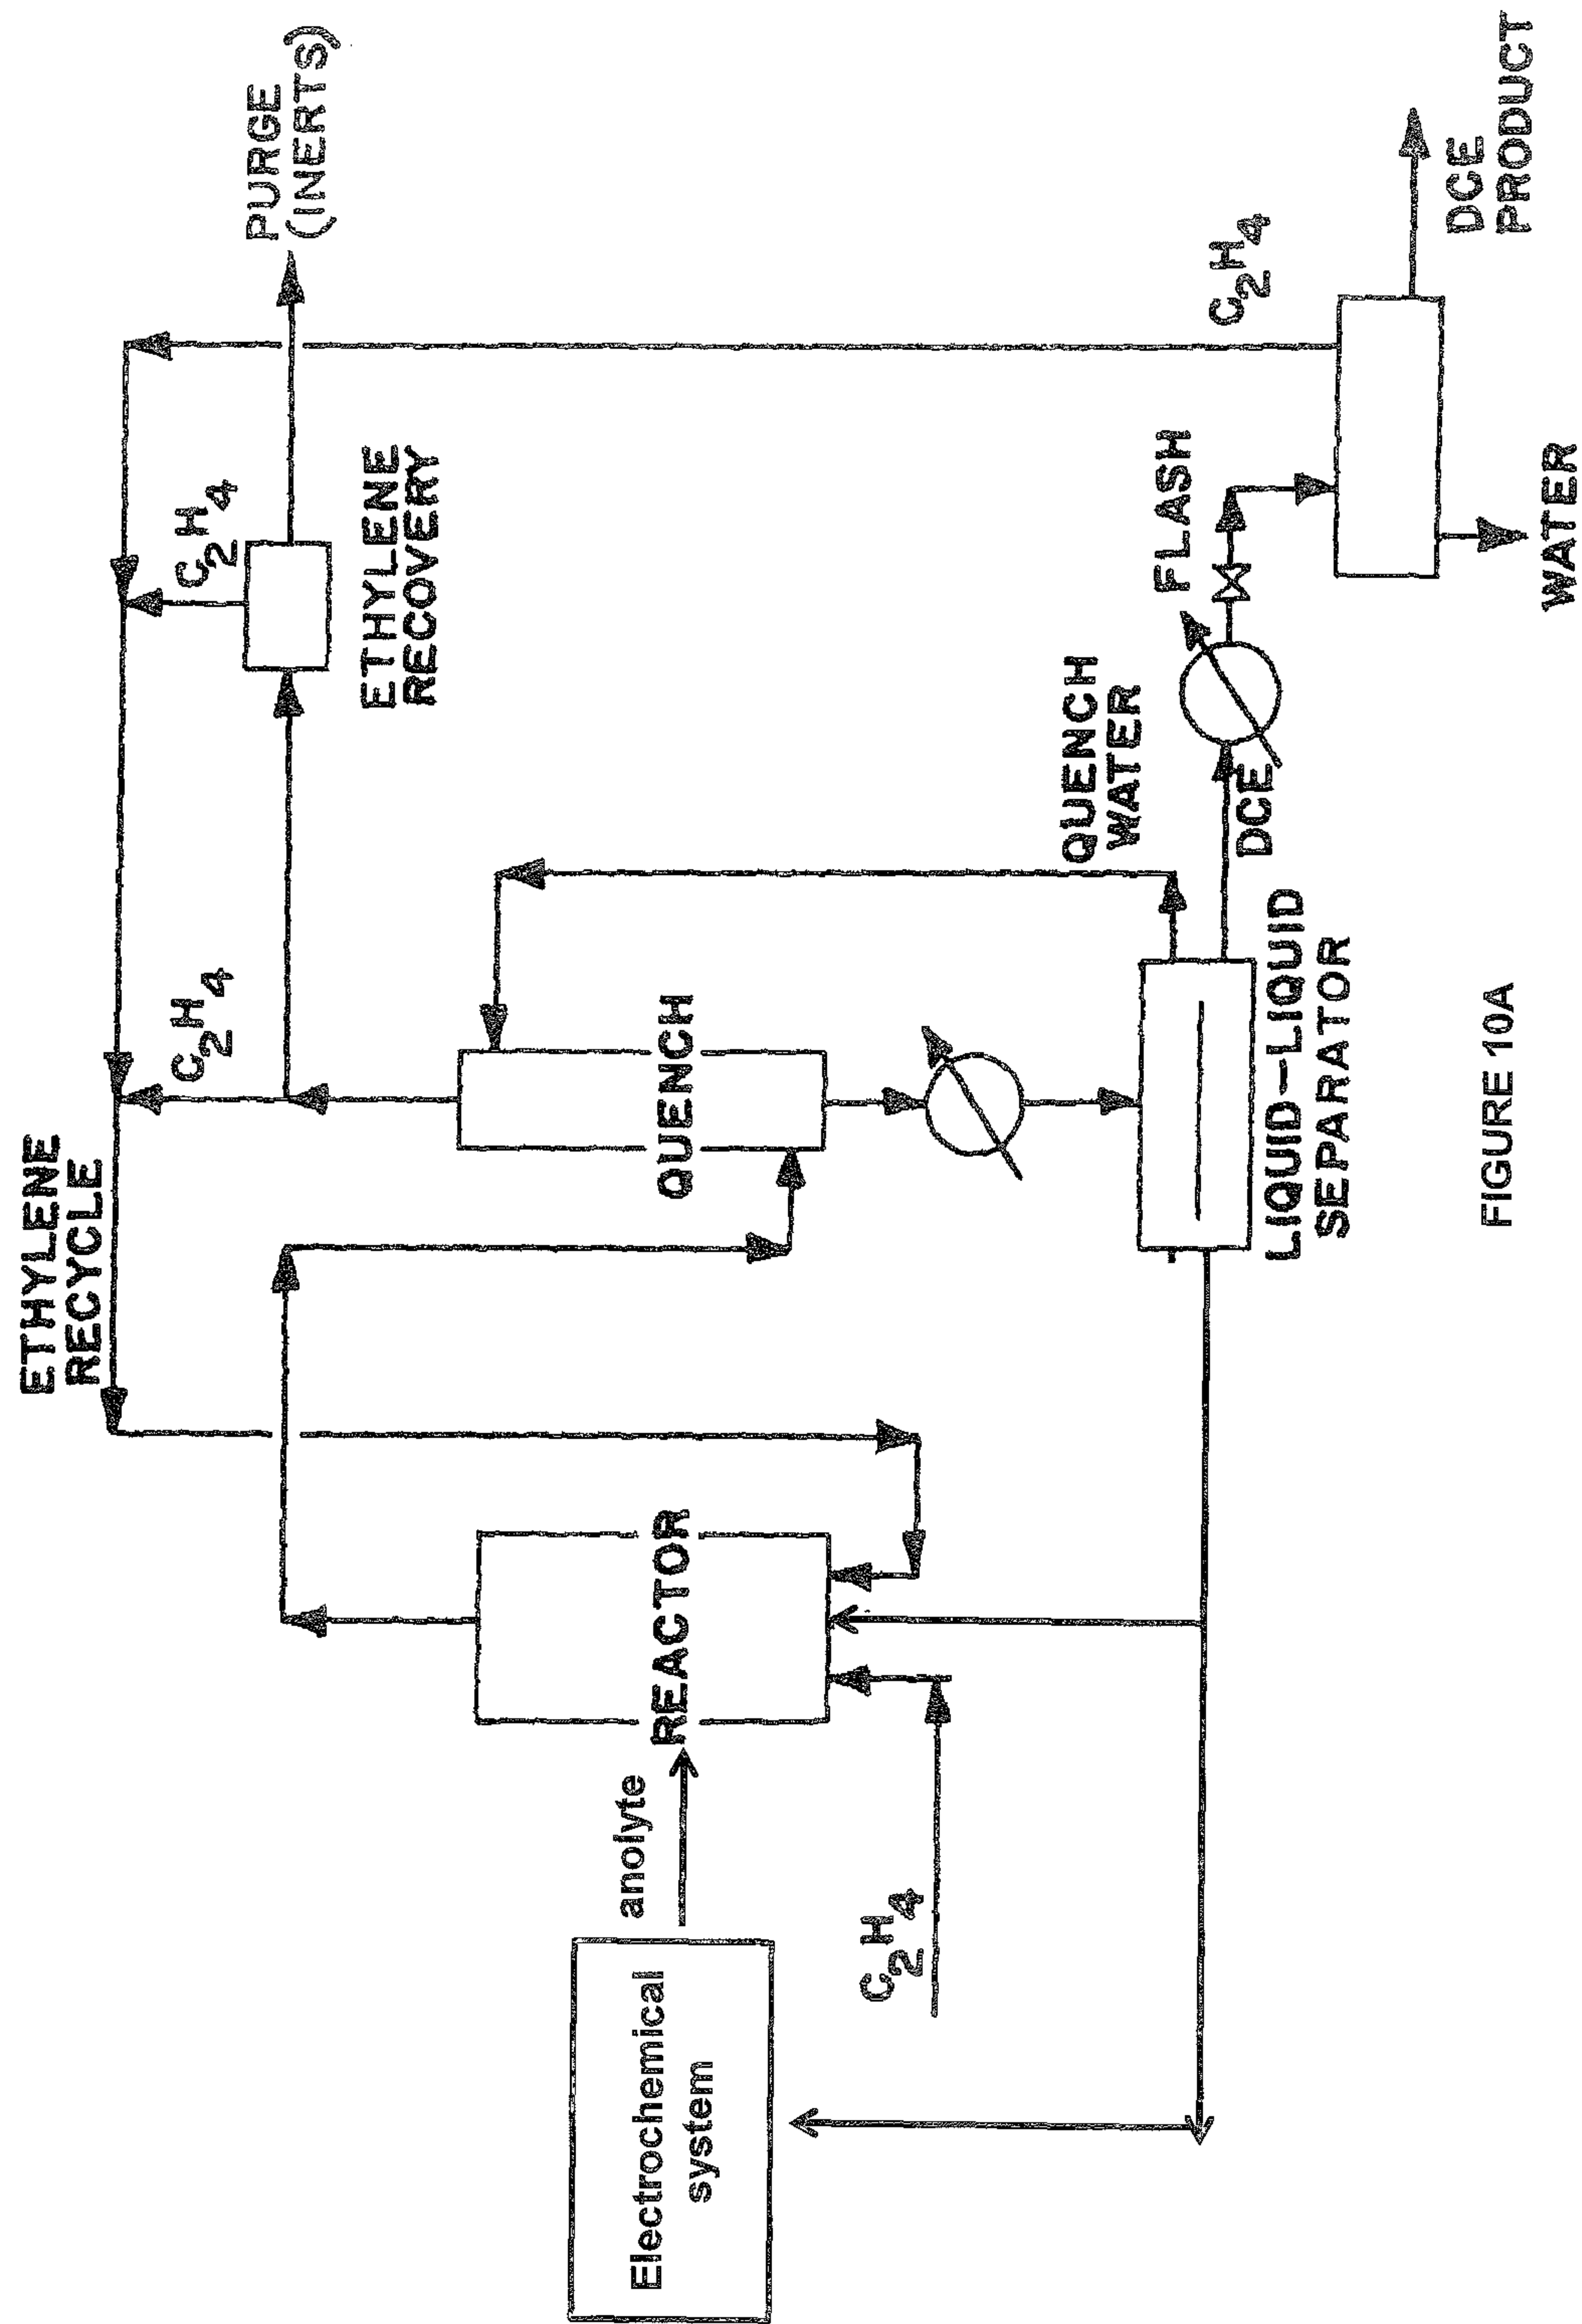 ETHYLENE
RECYCLE
C2H4
C2H4
PURGE
(INERTS)
ETHYLENE
RECOVERY
Electrochemical
system
anolyte
REACTOR
QUENCH
C2H4
QUENCH
WATER
DCE
FLASH
C2H4
LIQUID-LIQUID
SEPARATOR
WATER
DCE
PRODUCT
FIGURE 10A